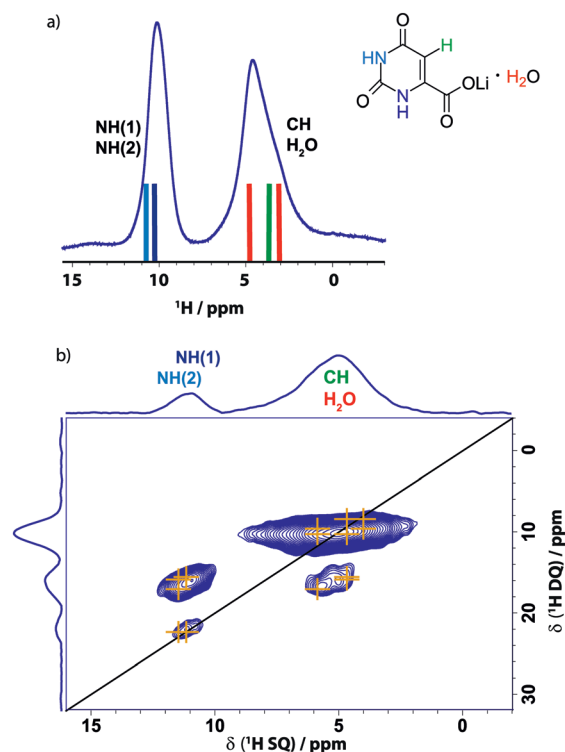 a)
O
H
HN
O
N
H
OLi · H₂O
O
NH(1)
NH(2)
CH
H₂O
15
10
5
0
¹H / ppm
b)
NH(1)
NH(2)
CH
H₂O
0
10
20
30
δ (¹H DQ) / ppm
15
10
5
0
δ (¹H SQ) / ppm